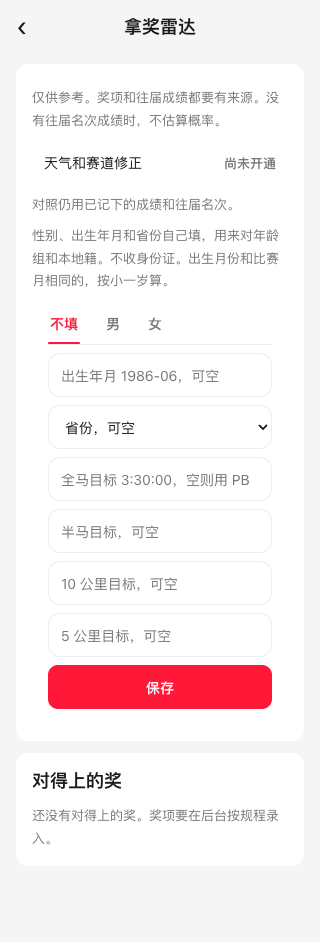 拿奖雷达
仅供参考。奖项和往届成绩都要有来源。没
有往届名次成绩时，不估算概率。
天气和赛道修正 尚未开通
对照仍用已记下的成绩和往届名次。
性别、出生年月和省份自己填，用来对年龄
组和本地籍。不收身份证。出生月份和比赛
月相同的，按小一岁算。
不填 男 女
出生年月 1986-06，可空
省份，可空
全马目标 3:30:00，空则用 PB
半马目标，可空
10 公里目标，可空
5 公里目标，可空
保存
对得上的奖
还没有对得上的奖。奖项要在后台按规程录
入。